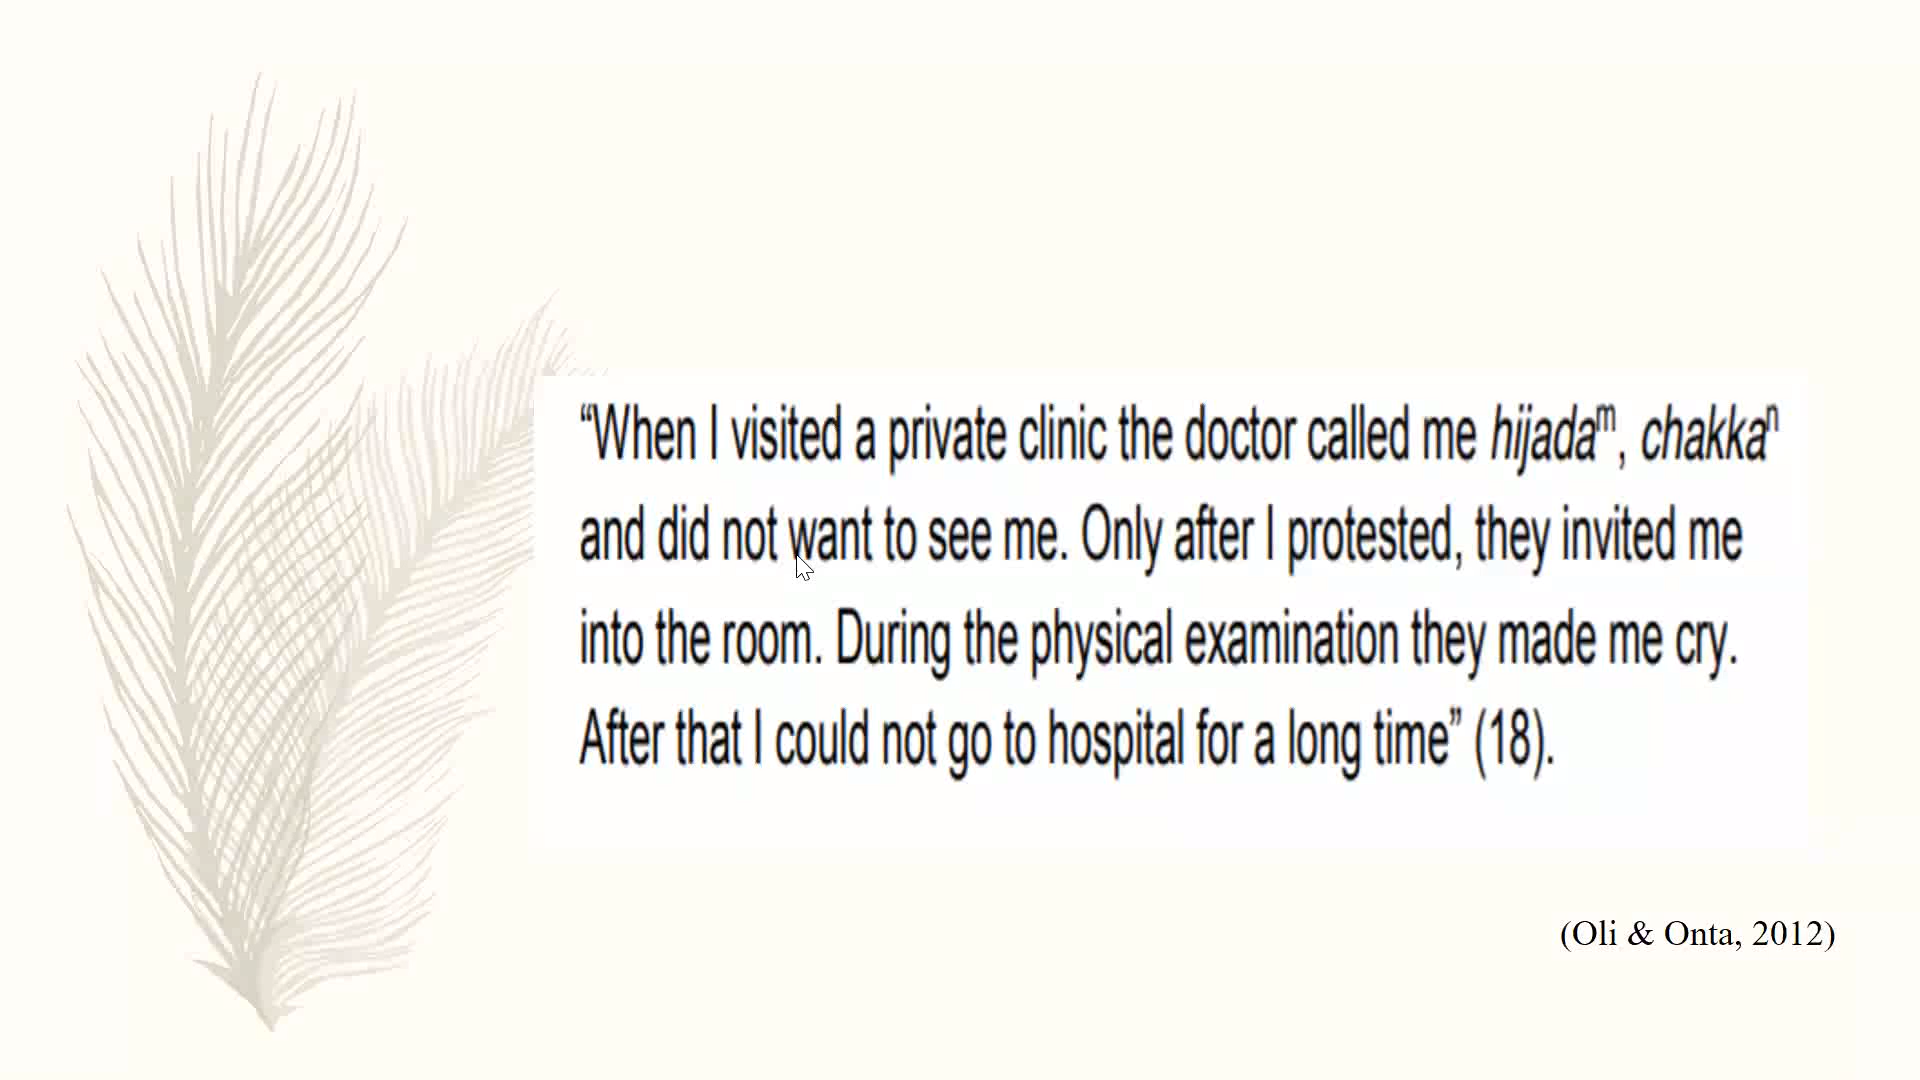 “When I visited a private clinic the doctor called me hijadaᵐ, chakkaⁿ
and did not want to see me. Only after I protested, they invited me
into the room. During the physical examination they made me cry.
After that I could not go to hospital for a long time” (18).
(Oli & Onta, 2012)